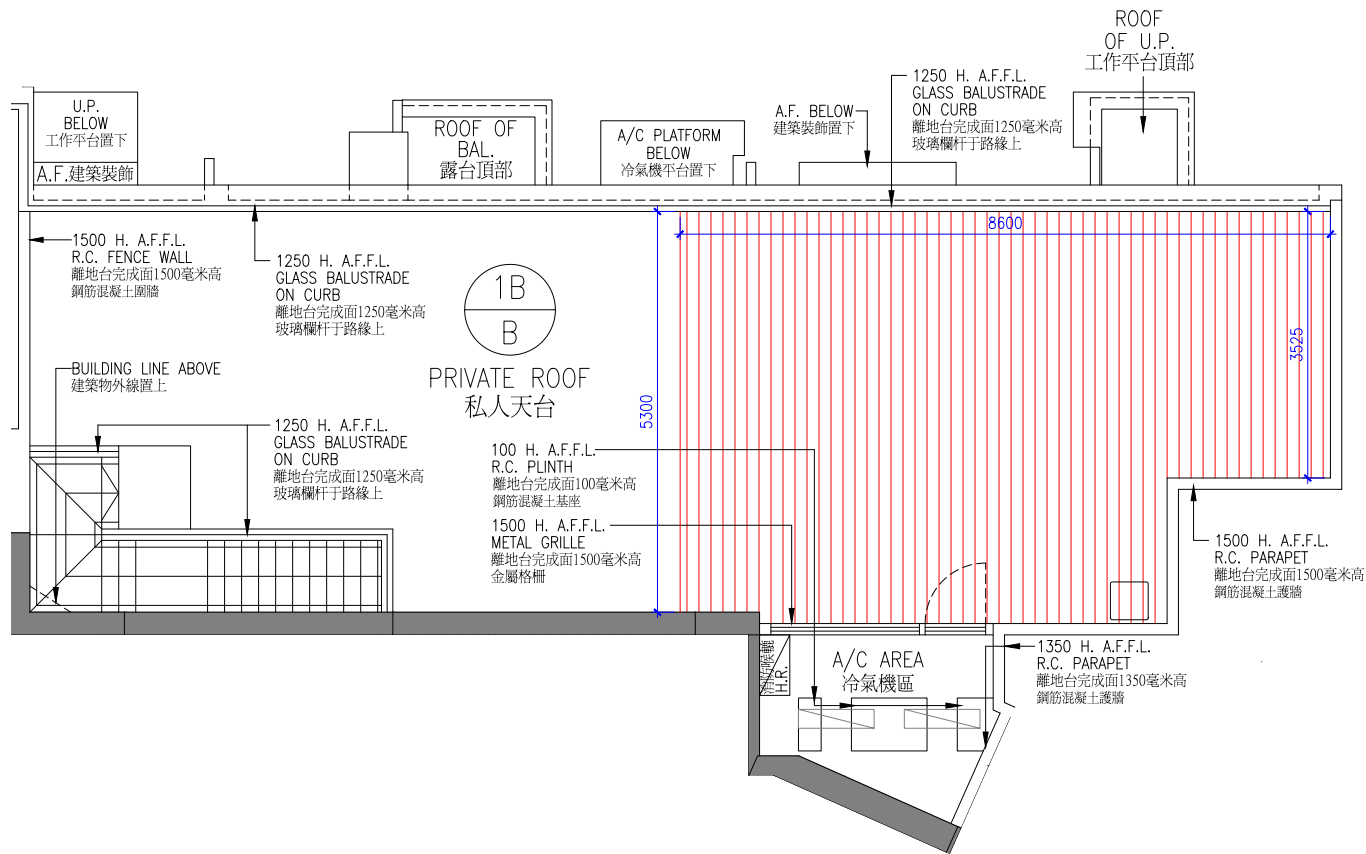 ROOF
OF U.P.
工作平台頂部
U.P.
BELOW
工作平台置下
A.F.建築裝飾
ROOF OF
BAL.
露台頂部
A/C PLATFORM
BELOW
冷氣機平台置下
A.F. BELOW
建築裝飾置下
1250 H. A.F.F.L.
GLASS BALUSTRADE
ON CURB
離地台完成面1250毫米高
玻璃欄杆于路緣上
8600
1500 H. A.F.F.L.
R.C. FENCE WALL
離地台完成面1500毫米高
鋼筋混凝土圍牆
1250 H. A.F.F.L.
GLASS BALUSTRADE
ON CURB
離地台完成面1250毫米高
玻璃欄杆于路緣上
1B
B
PRIVATE ROOF
私人天台
3525
5300
BUILDING LINE ABOVE
建築物外線置上
1250 H. A.F.F.L.
GLASS BALUSTRADE
ON CURB
離地台完成面1250毫米高
玻璃欄杆于路緣上
100 H. A.F.F.L.
R.C. PLINTH
離地台完成面100毫米高
鋼筋混凝土基座
1500 H. A.F.F.L.
METAL GRILLE
離地台完成面1500毫米高
金屬格柵
1500 H. A.F.F.L.
R.C. PARAPET
離地台完成面1500毫米高
鋼筋混凝土護牆
H.R.
A/C AREA
冷氣機區
1350 H. A.F.F.L.
R.C. PARAPET
離地台完成面1350毫米高
鋼筋混凝土護牆